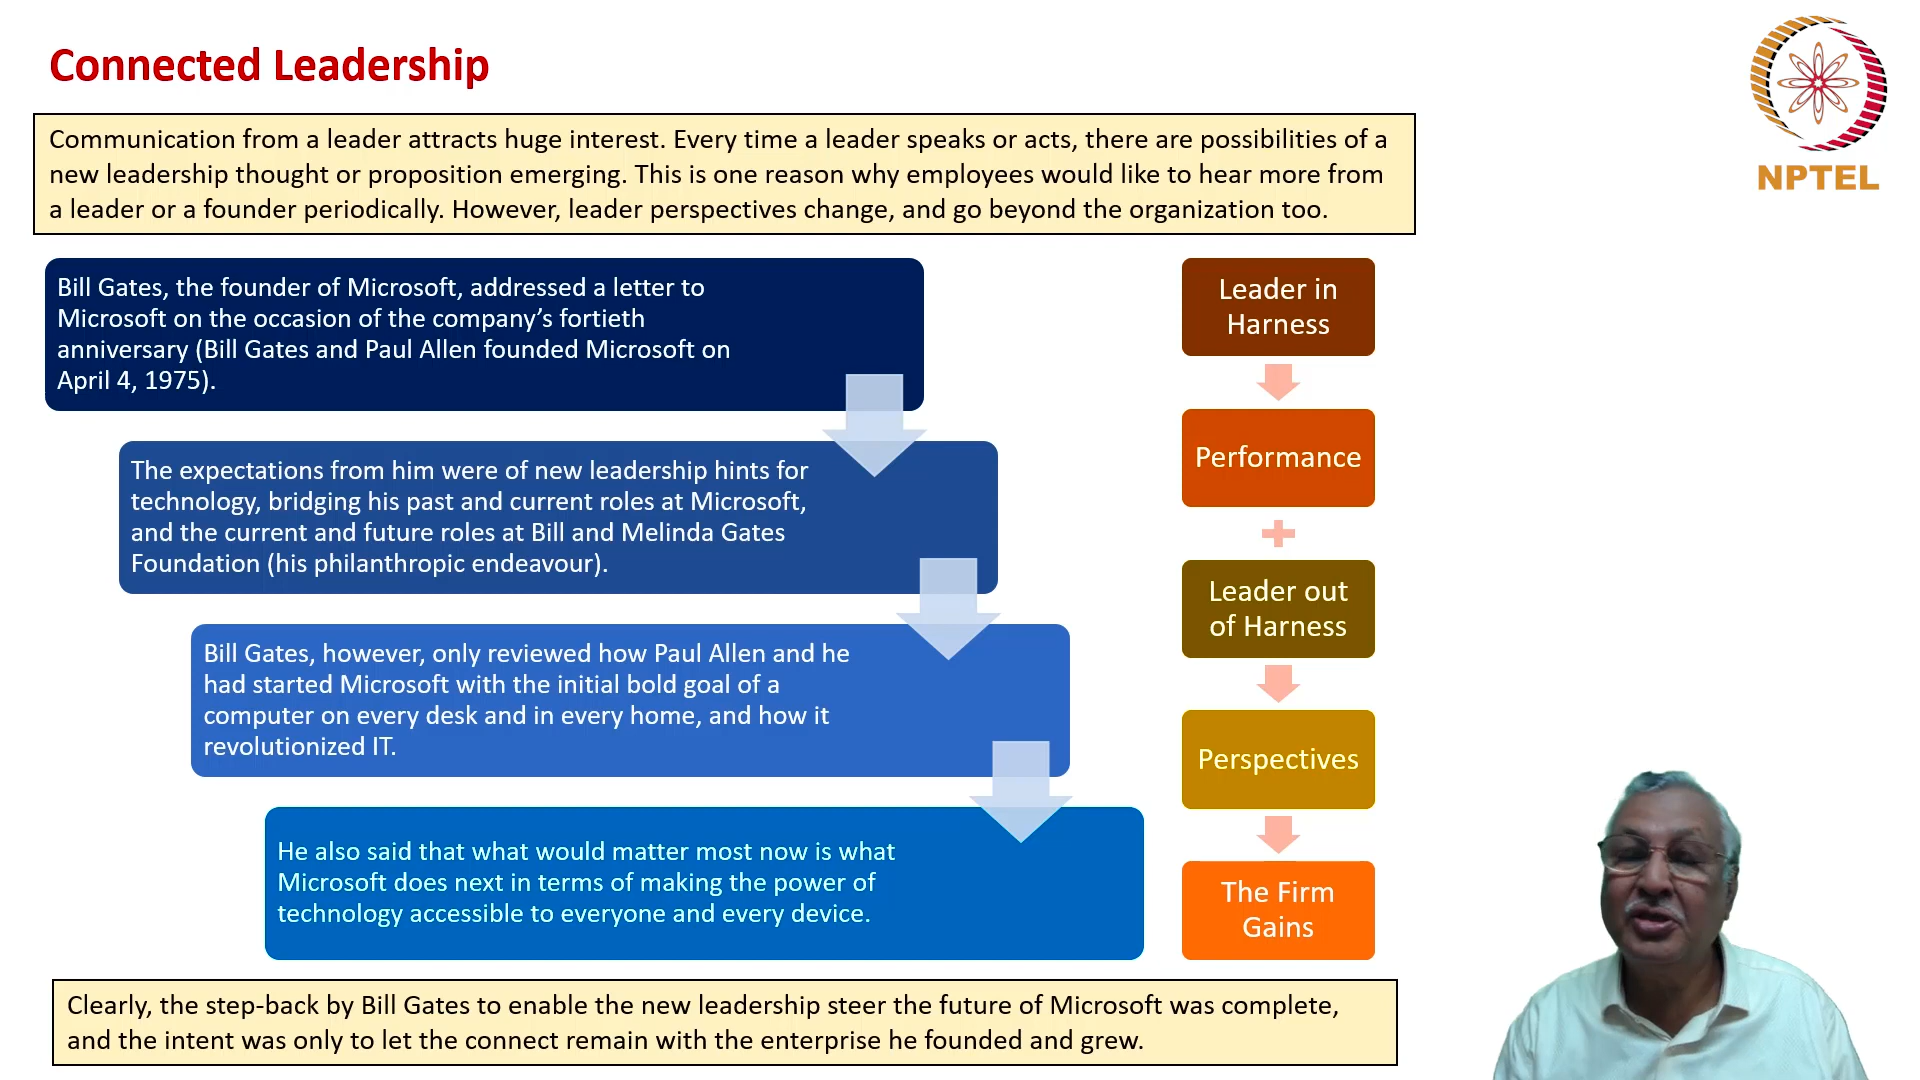 Connected Leadership
NPTEL
Communication from a leader attracts huge interest. Every time a leader speaks or acts, there are possibilities of a
new leadership thought or proposition emerging. This is one reason why employees would like to hear more from
a leader or a founder periodically. However, leader perspectives change, and go beyond the organization too.
Bill Gates, the founder of Microsoft, addressed a letter to
Microsoft on the occasion of the company’s fortieth
anniversary (Bill Gates and Paul Allen founded Microsoft on
April 4, 1975).
The expectations from him were of new leadership hints for
technology, bridging his past and current roles at Microsoft,
and the current and future roles at Bill and Melinda Gates
Foundation (his philanthropic endeavour).
Bill Gates, however, only reviewed how Paul Allen and he
had started Microsoft with the initial bold goal of a
computer on every desk and in every home, and how it
revolutionized IT.
He also said that what would matter most now is what
Microsoft does next in terms of making the power of
technology accessible to everyone and every device.
Leader in
Harness
Performance
Leader out
of Harness
Perspectives
The Firm
Gains
Clearly, the step-back by Bill Gates to enable the new leadership steer the future of Microsoft was complete,
and the intent was only to let the connect remain with the enterprise he founded and grew.